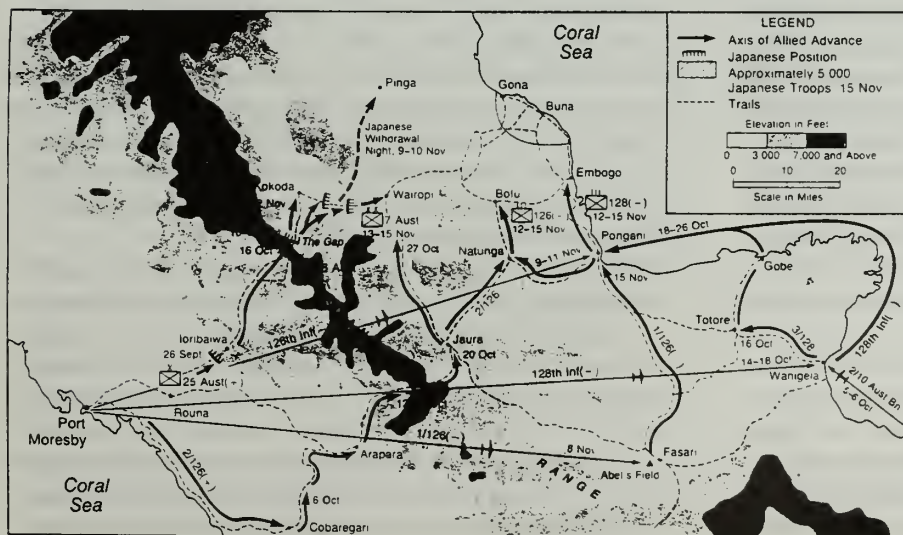 LEGEND
Axis of Allied Advance
Japanese Position
Approximately 5 000
Japanese Troops 15 Nov
Trails
Elevation in Feet
0 3 000 7,000 and Above
0 10 20
Scale in Miles
Coral
Sea
Pinga
Gona
Buna
Japanese
Withdrawal
Night, 9-10 Nov
Embogo
Wairopi
Bolu
128(-)
12-15 Nov
126(-)
12-15 Nov
7 Aust
13-15 Nov
Nov
The Gap
16 Oct
27 Oct
Natunga
9-11 Nov
Pongani
18-26 Oct
15 Nov
Gobe
2/126
1/126(
Totore
16 Oct
3/128
128th Inf(-)
Ioribaiwa
26 Sept
25 Aust(-)
128th Inf(-)
Jaura
20 Oct
128th Inf(-)
14-18 Oct
Wanigela
2/10 Aust Bn
Port
Moresby
Rouna
1/126(-)
8 Nov
Fasari
Abel s Field
RANGE
Arapara
2/126(-)
6 Oct
Cobaregari
Coral
Sea